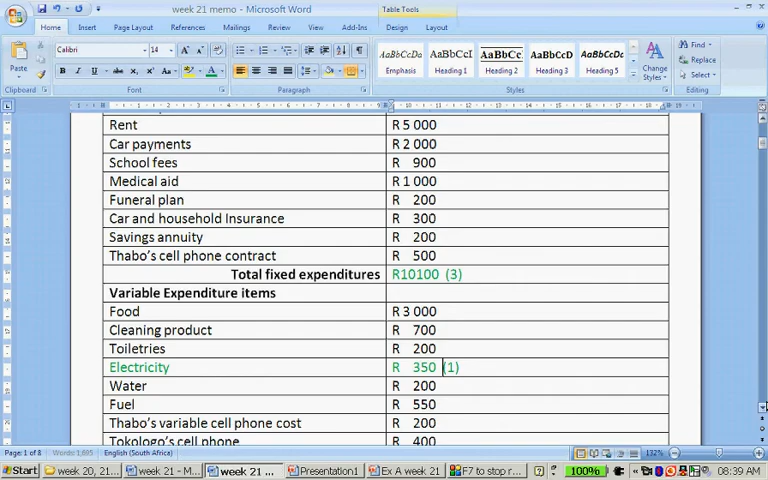 week 21 memo - Microsoft Word
Table Tools
Home Insert Page Layout References Mailings Review View Add-Ins Design Layout
Paste
Calibri 14
AaBbCcDa AaBbCcI AaBbCc AaBbCcD AaBbCcDc
Emphasis Heading 1 Heading 2 Heading 3 Heading 5
Change Styles
Find
Replace
Select
Clipboard Font Paragraph Styles Editing
Rent R 5 000
Car payments R 2 000
School fees R 900
Medical aid R 1 000
Funeral plan R 200
Car and household Insurance R 300
Savings annuity R 200
Thabo's cell phone contract R 500
Total fixed expenditures R10100 (3)
Variable Expenditure items
Food R 3 000
Cleaning product R 700
Toiletries R 200
Electricity R 350 (1)
Water R 200
Fuel R 550
Thabo's variable cell phone cost R 200
Tokologo's cell phone R 400
Page: 1 of 8 Words: 1,695 English (South Africa) 132%
Start week 20, 21... week 21 - M... week 21 ... Presentation1 Ex A week 21 F7 to stop r... 100% 08:39 AM